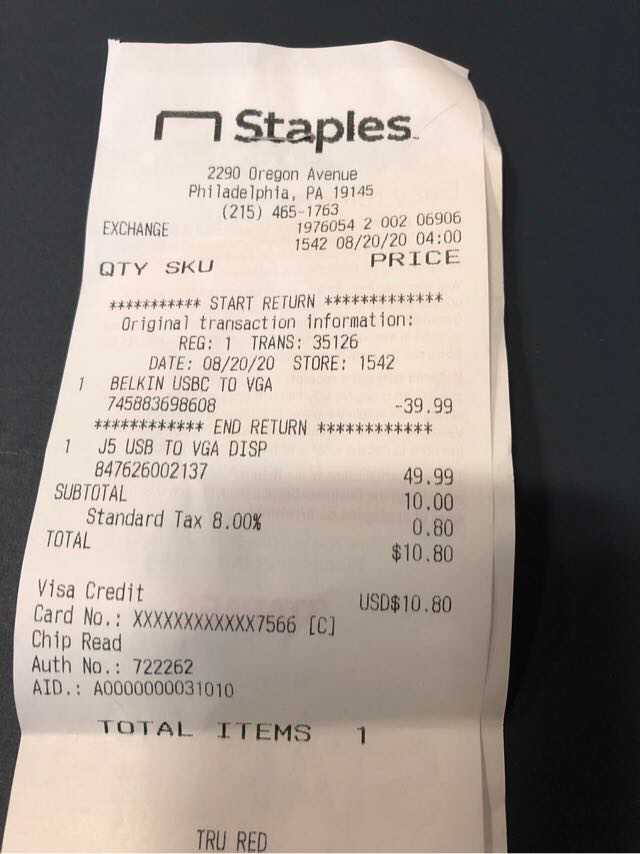 Staples
2290 Oregon Avenue
Philadelphia, PA 19145
(215) 465-1763
EXCHANGE 1976054 2 002 06906
1542 08/20/20 04:00
QTY SKU PRICE
*********** START RETURN *************
Original transaction information:
REG: 1 TRANS: 35126
DATE: 08/20/20 STORE: 1542
1 BELKIN USBC TO VGA
745883698608 -39.99
************ END RETURN ************
1 J5 USB TO VGA DISP
847626002137 49.99
SUBTOTAL 10.00
Standard Tax 8.00% 0.80
TOTAL $10.80
Visa Credit USD$10.80
Card No.: XXXXXXXXXXXX7566 [C]
Chip Read
Auth No.: 722262
AID.: A0000000031010
TOTAL ITEMS 1
TRU RED